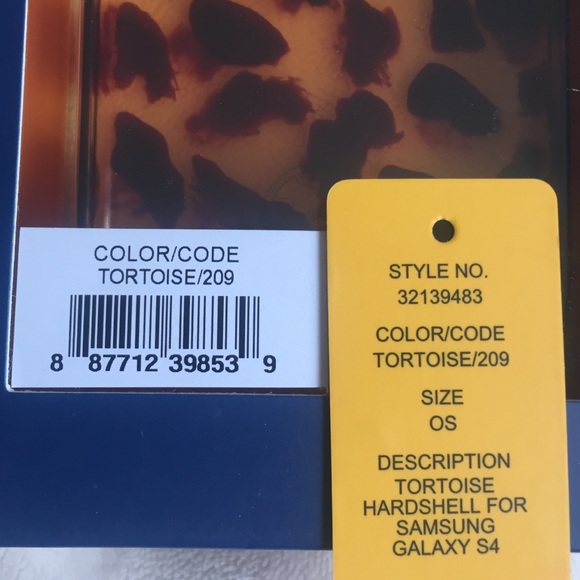 COLOR/CODE
TORTOISE/209
8 87712 39853 9
STYLE NO.
32139483
COLOR/CODE
TORTOISE/209
SIZE
OS
DESCRIPTION
TORTOISE
HARDSHELL FOR
SAMSUNG
GALAXY S4